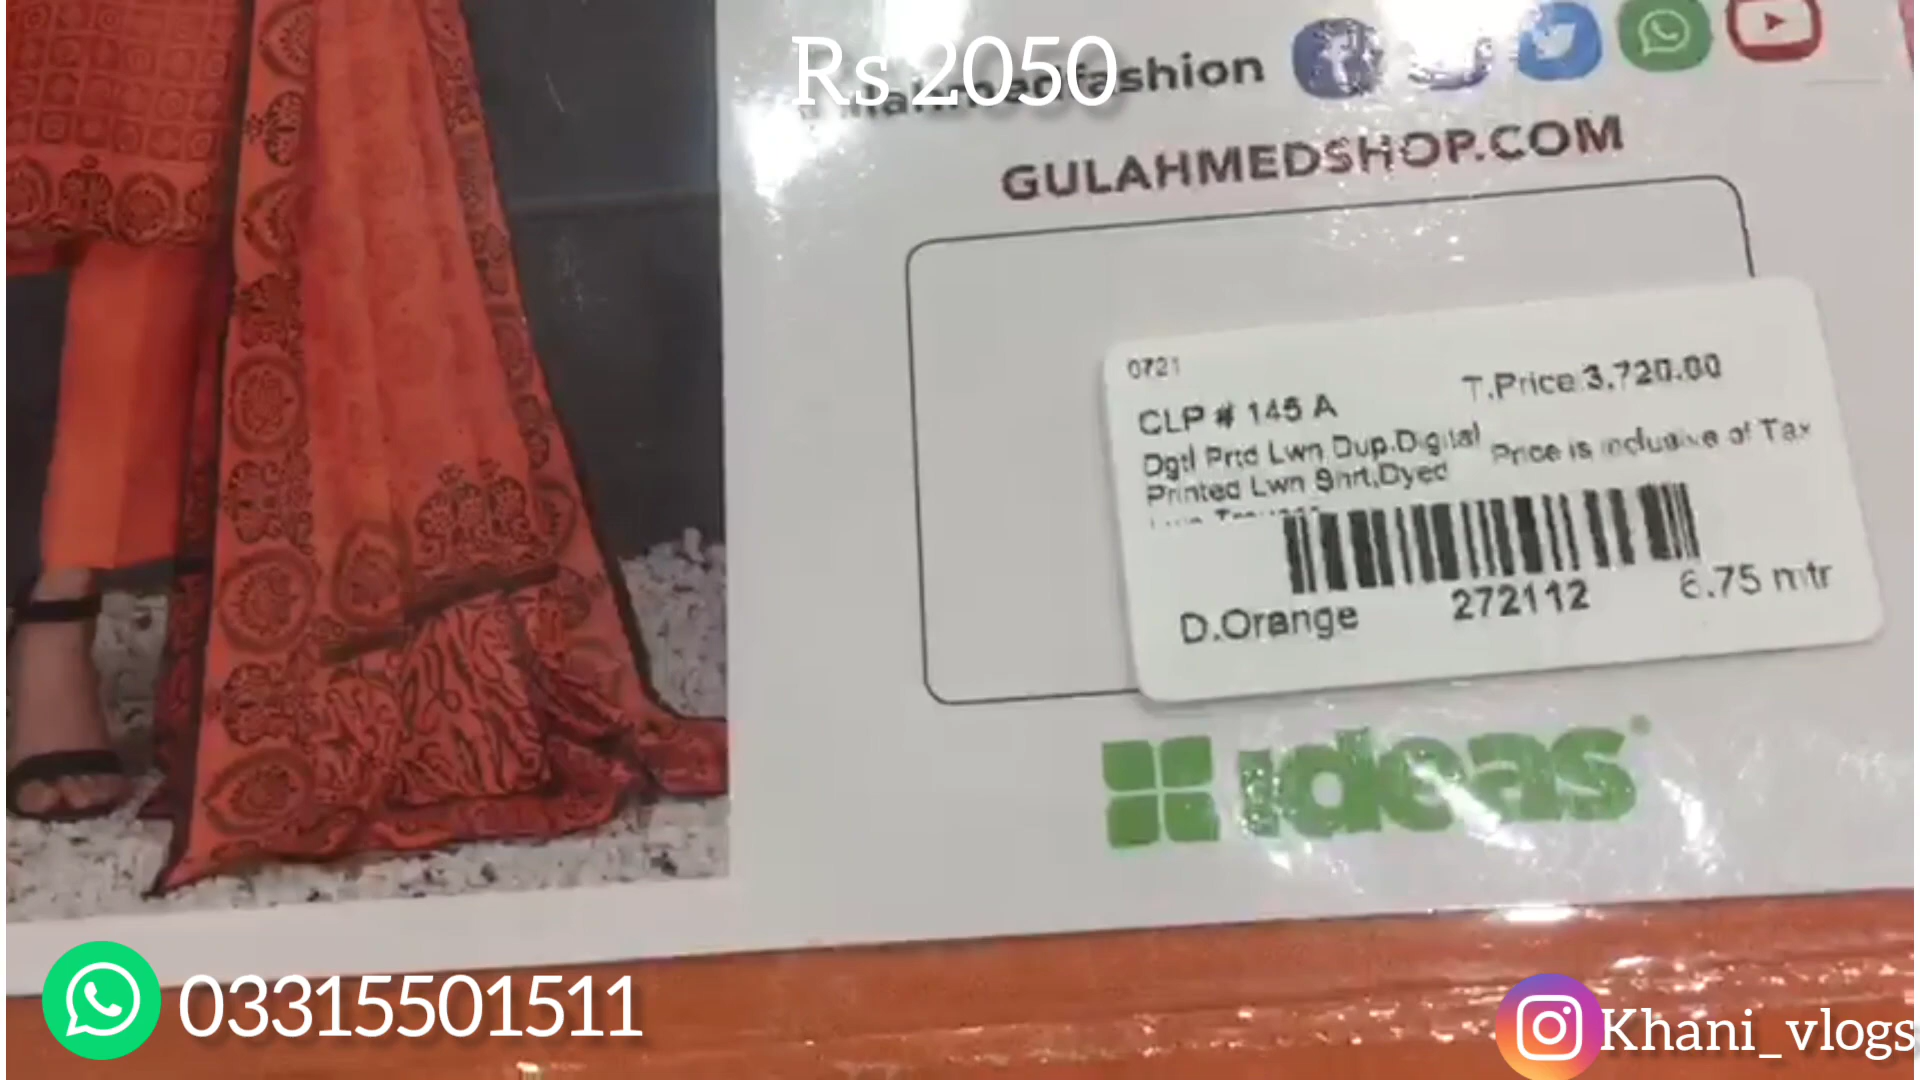 Rs 2050
fashion
GULAHMEDSHOP.COM
0721
CLP # 145 A
T.Price:3,720.00
Dgtl Prtd Lwn Dup.Digital
Price is inclusive of Tax
Printed Lwn Shrt,Dyed
272112
6.75 mtr
D.Orange
ideas
03315501511
Khani_vlogs